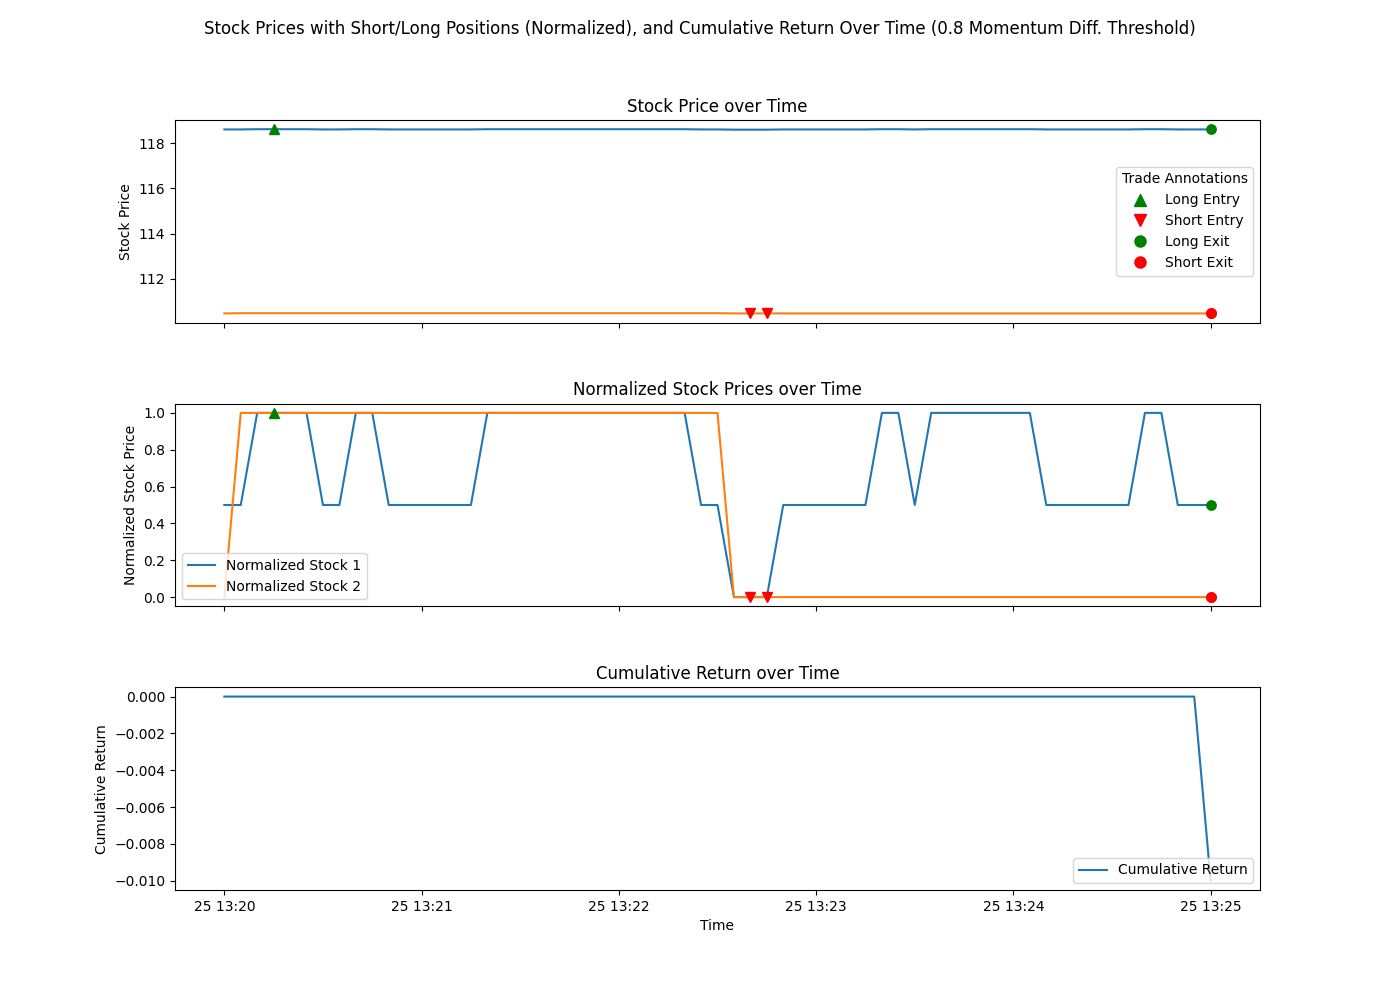 Stock Prices with Short/Long Positions (Normalized), and Cumulative Return Over Time (0.8 Momentum Diff. Threshold)
Stock Price over Time
118
116
114
112
Stock Price
Trade Annotations
Long Entry
Short Entry
Long Exit
Short Exit
Normalized Stock Prices over Time
1.0
0.8
0.6
0.4
0.2
0.0
Normalized Stock Price
Normalized Stock 1
Normalized Stock 2
Cumulative Return over Time
0.000
−0.002
−0.004
−0.006
−0.008
−0.010
Cumulative Return
Cumulative Return
25 13:20
25 13:21
25 13:22
25 13:23
25 13:24
25 13:25
Time